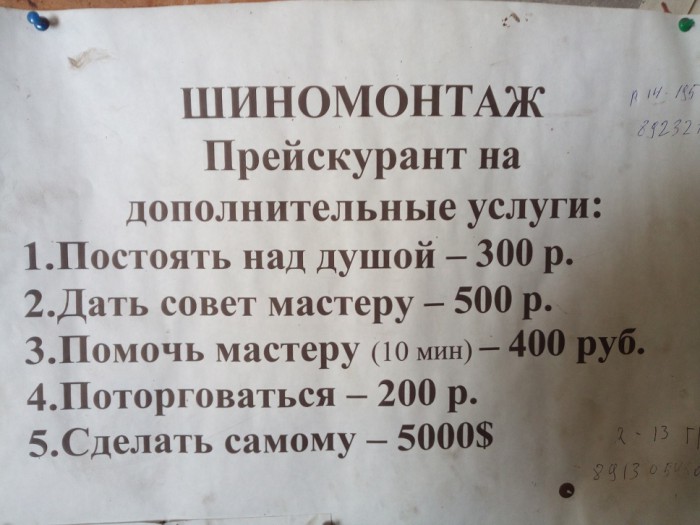 ШИНОМОНТАЖ
Прейскурант на
дополнительные услуги:
1.Постоять над душой – 300 р.
2.Дать совет мастеру – 500 р.
3.Помочь мастеру (10 мин) – 400 руб.
4.Поторговаться – 200 р.
5.Сделать самому – 5000$